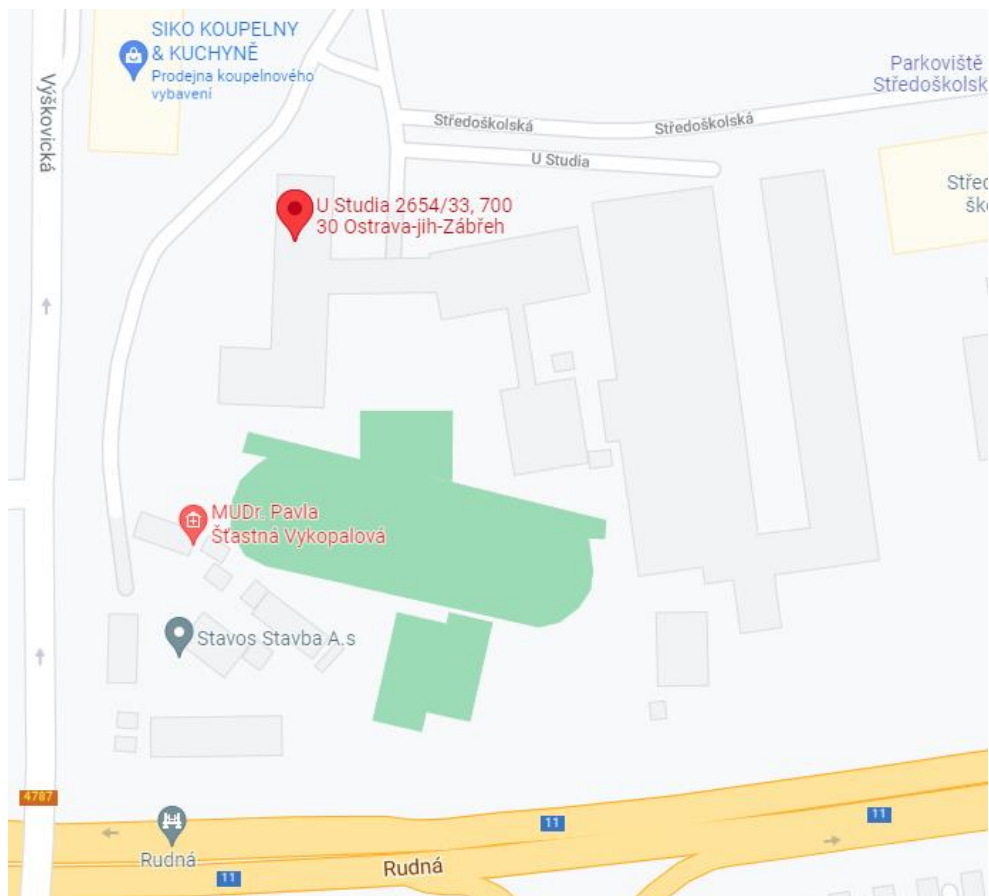 SIKO KOUPELNY
& KUCHYNĚ
Prodejna koupelnového
vybavení
Parkoviště
Středoškolsk
Výškovická
Středoškolská
Středoškolská
U Studia
Střed
ško
U Studia 2654/33, 700
30 Ostrava-jih-Zábřeh
MUDr. Pavla
Šťastná Vykopalová
Stavos Stavba A.s
4787
11
11
Rudná
Rudná
11